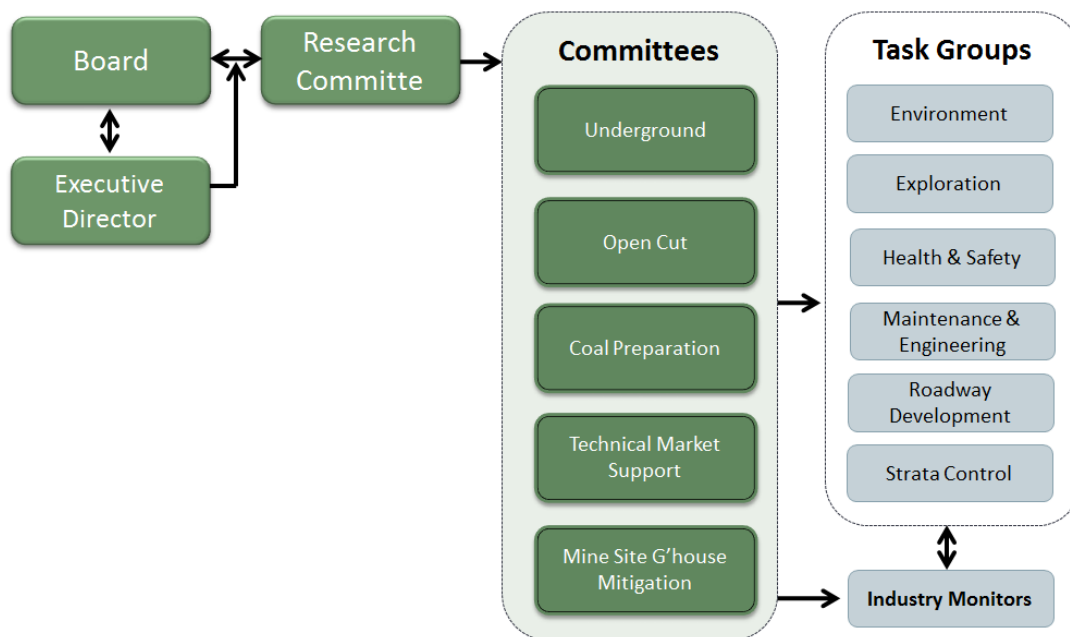 Board
Research
Committe
Executive
Director
Committees
Underground
Open Cut
Coal Preparation
Technical Market
Support
Mine Site G'house
Mitigation
Task Groups
Environment
Exploration
Health & Safety
Maintenance &
Engineering
Roadway
Development
Strata Control
Industry Monitors